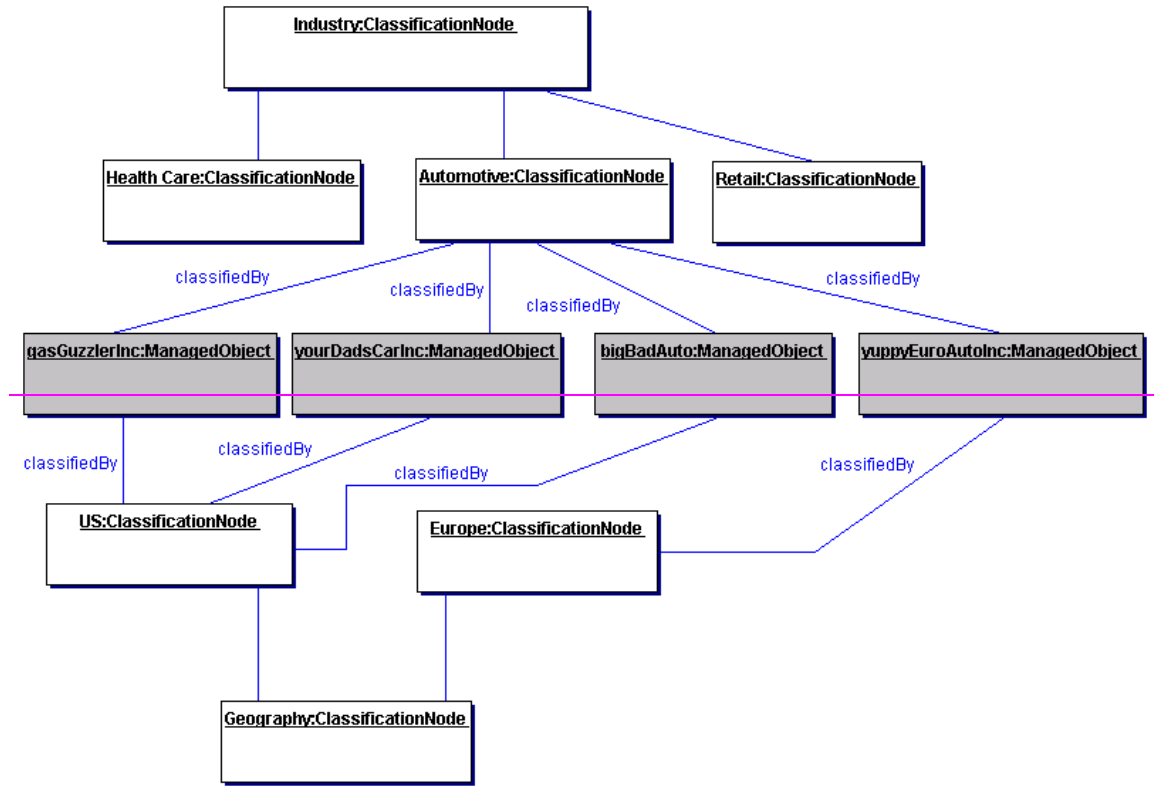 Industry:ClassificationNode
Health Care:ClassificationNode
Automotive:ClassificationNode
Retail:ClassificationNode
classifiedBy
classifiedBy
classifiedBy
classifiedBy
gasGuzzlerInc:ManagedObject
yourDadsCarInc:ManagedObject
bigBadAuto:ManagedObject
yuppyEuroAutoInc:ManagedObject
classifiedBy
classifiedBy
classifiedBy
classifiedBy
US:ClassificationNode
Europe:ClassificationNode
Geography:ClassificationNode